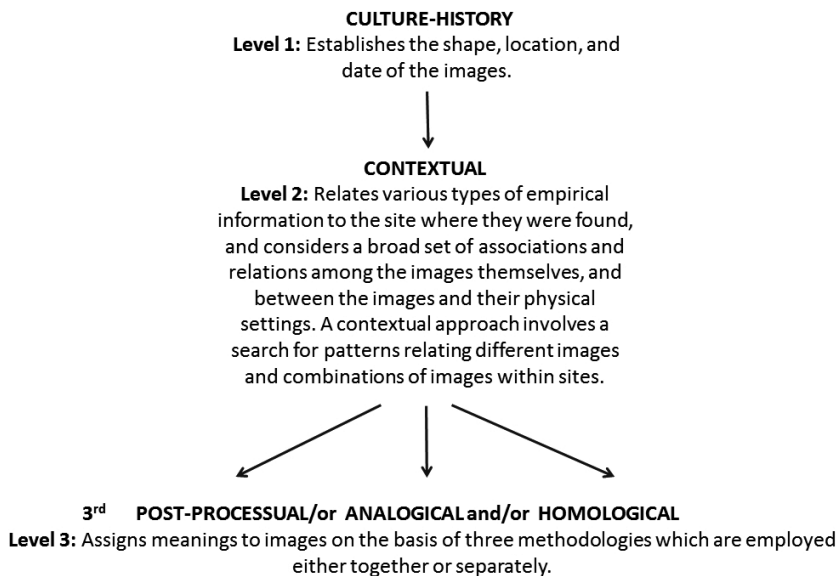 CULTURE-HISTORY
Level 1: Establishes the shape, location, and
date of the images.
CONTEXTUAL
Level 2: Relates various types of empirical
information to the site where they were found,
and considers a broad set of associations and
relations among the images themselves, and
between the images and their physical
settings. A contextual approach involves a
search for patterns relating different images
and combinations of images within sites.
3rd POST-PROCESSUAL/or ANALOGICAL and/or HOMOLOGICAL
Level 3: Assigns meanings to images on the basis of three methodologies which are employed
either together or separately.